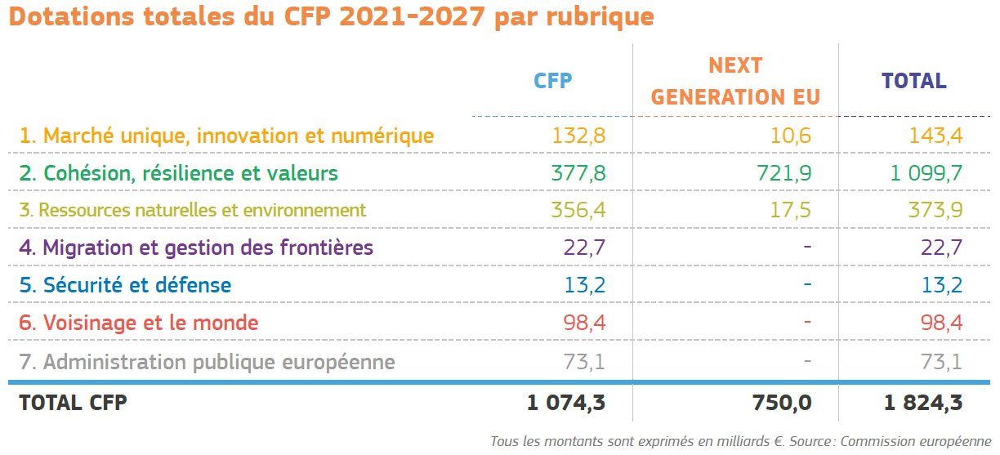 Dotations totales du CFP 2021-2027 par rubrique
CFP NEXT GENERATION EU TOTAL
1. Marché unique, innovation et numérique 132,8 10,6 143,4
2. Cohésion, résilience et valeurs 377,8 721,9 1 099,7
3. Ressources naturelles et environnement 356,4 17,5 373,9
4. Migration et gestion des frontières 22,7 - 22,7
5. Sécurité et défense 13,2 - 13,2
6. Voisinage et le monde 98,4 - 98,4
7. Administration publique européenne 73,1 - 73,1
TOTAL CFP 1 074,3 750,0 1 824,3
Tous les montants sont exprimés en milliards €. Source : Commission européenne